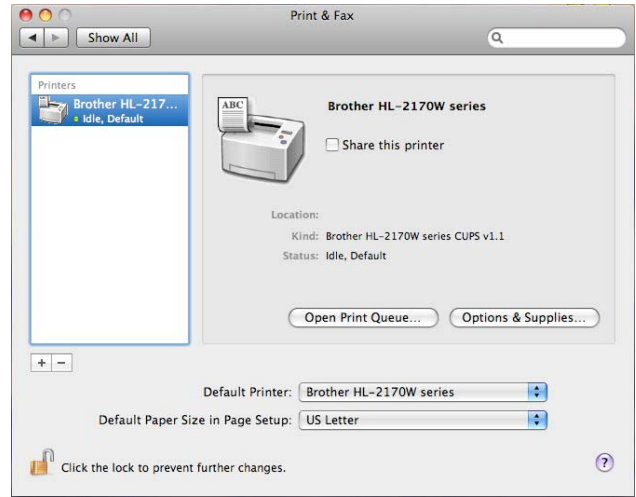 Print & Fax
Show All
Printers
Brother HL-217...
Idle, Default
ABC
Brother HL-2170W series
Share this printer
Location:
Kind: Brother HL-2170W series CUPS v1.1
Status: Idle, Default
Open Print Queue...
Options & Supplies...
+ −
Default Printer: Brother HL-2170W series
Default Paper Size in Page Setup: US Letter
Click the lock to prevent further changes.
?